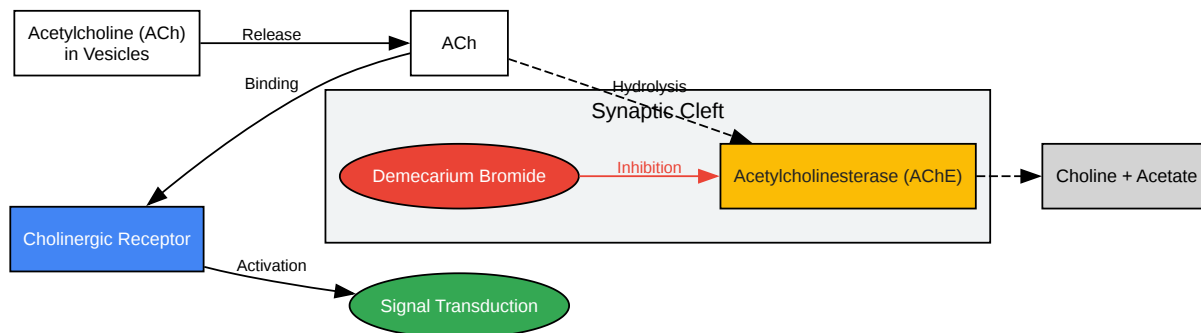 Acetylcholine (ACh)
in Vesicles
Release
ACh
Binding
Hydrolysis
Synaptic Cleft
Demecarium Bromide
Inhibition
Acetylcholinesterase (AChE)
Choline + Acetate
Cholinergic Receptor
Activation
Signal Transduction